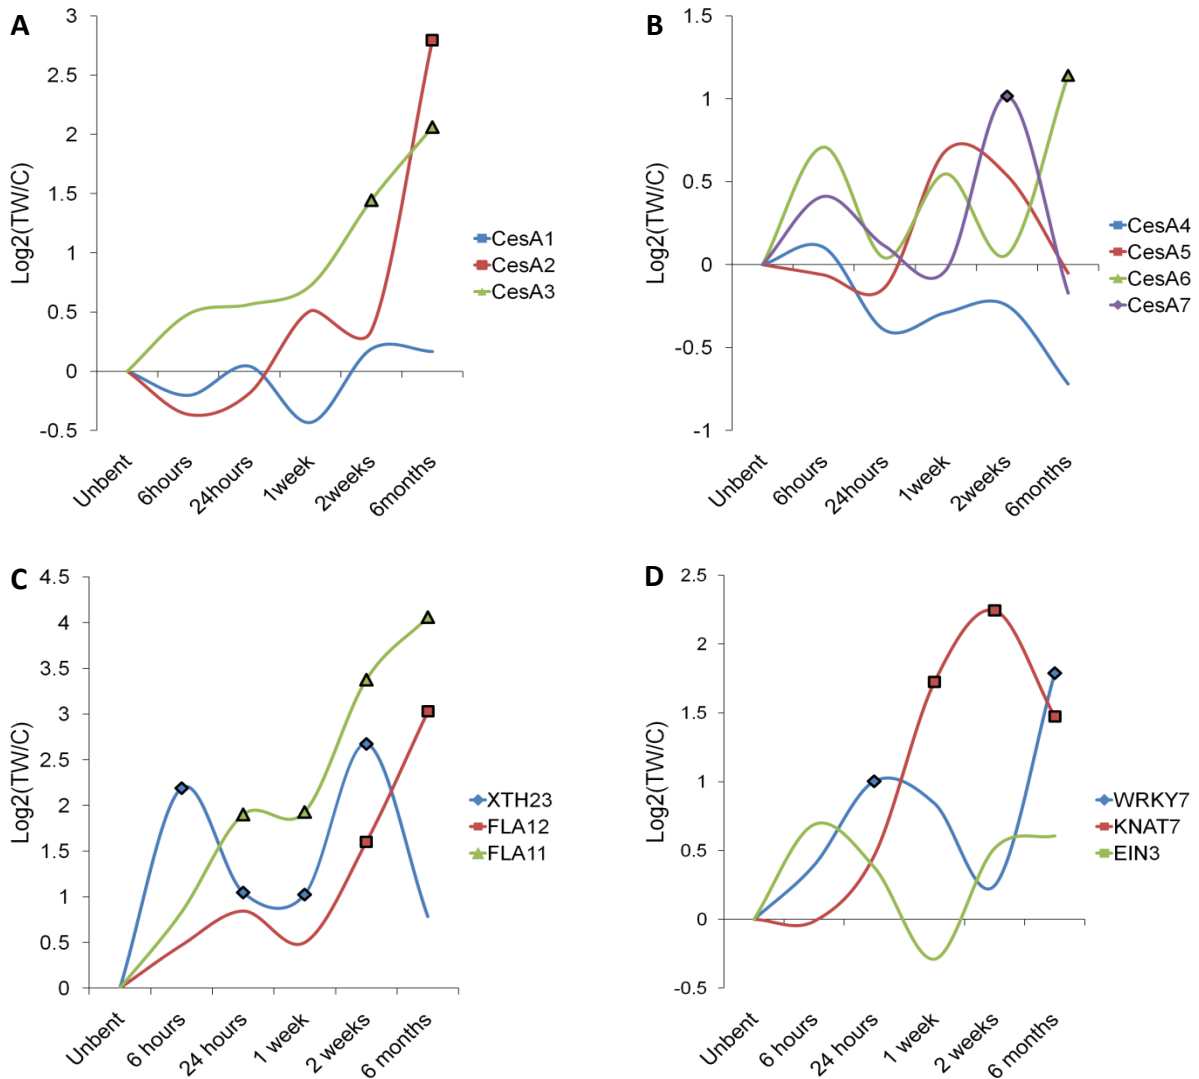 A
3
2.5
2
1.5
1
0.5
0
-0.5
Log2(TW/C)
Unbent
6hours
24hours
1week
2weeks
6months
CesA1
CesA2
CesA3
B
1.5
1
0.5
0
-0.5
-1
Log2(TW/C)
Unbent
6hours
24hours
1week
2weeks
6months
CesA4
CesA5
CesA6
CesA7
C
4.5
4
3.5
3
2.5
2
1.5
1
0.5
0
Log2(TW/C)
Unbent
6 hours
24 hours
1 week
2 weeks
6 months
XTH23
FLA12
FLA11
D
2.5
2
1.5
1
0.5
0
-0.5
Log2(TW/C)
Unbent
6 hours
24 hours
1 week
2 weeks
6 months
WRKY7
KNAT7
EIN3